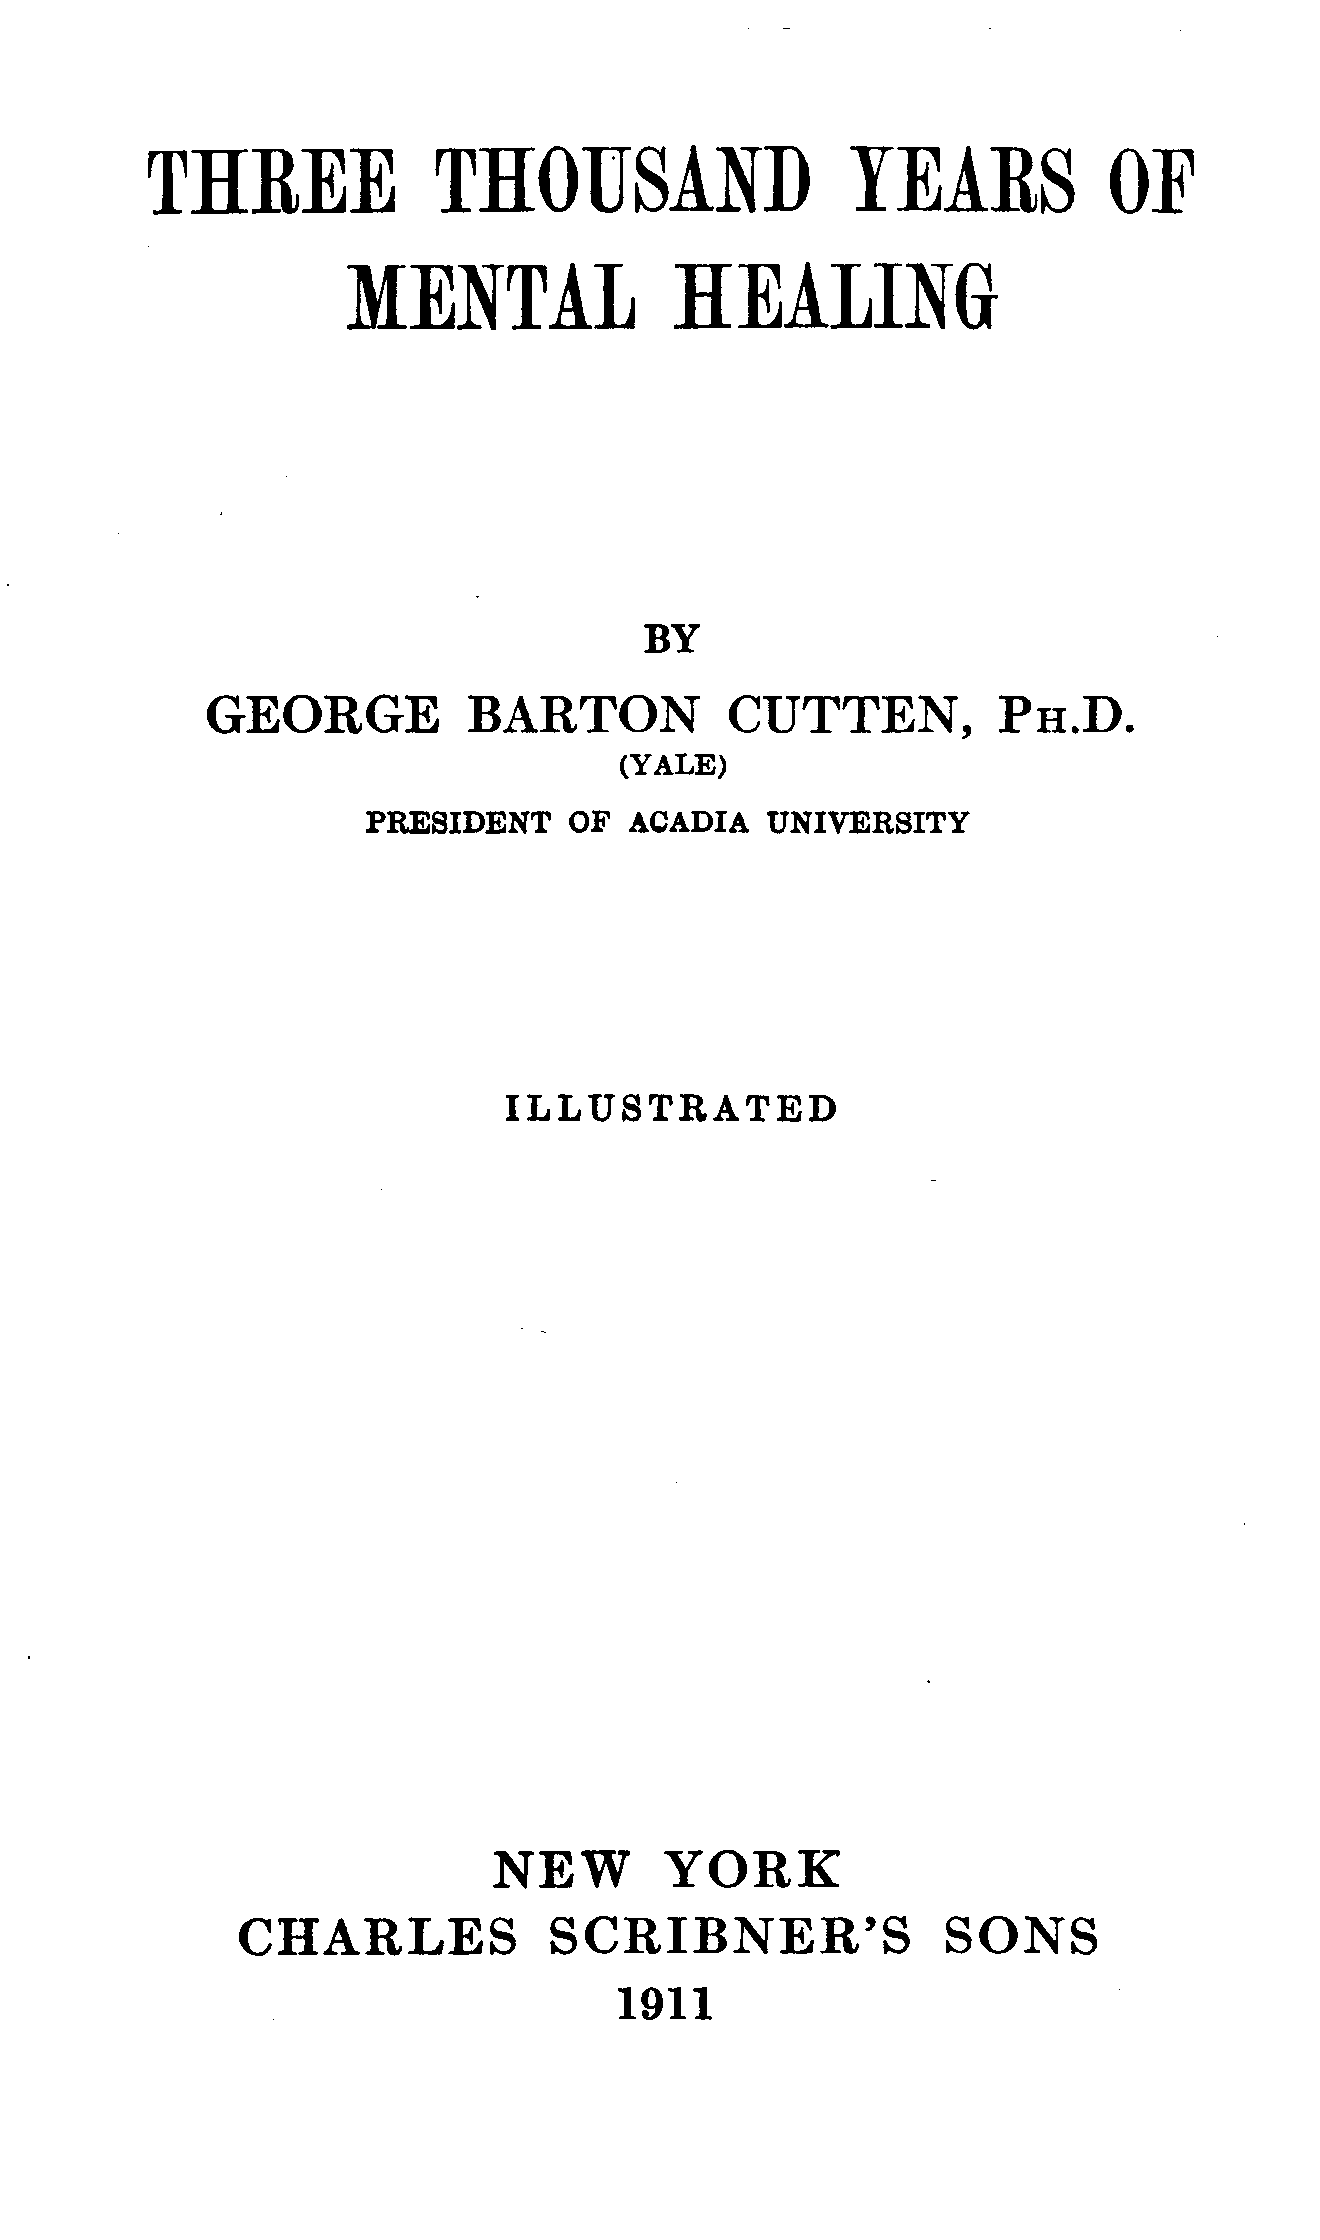 THREE THOUSAND YEARS OF
MENTAL HEALING
BY
GEORGE BARTON CUTTEN, PH.D.
(YALE)
PRESIDENT OF ACADIA UNIVERSITY
ILLUSTRATED
NEW YORK
CHARLES SCRIBNER'S SONS
1911